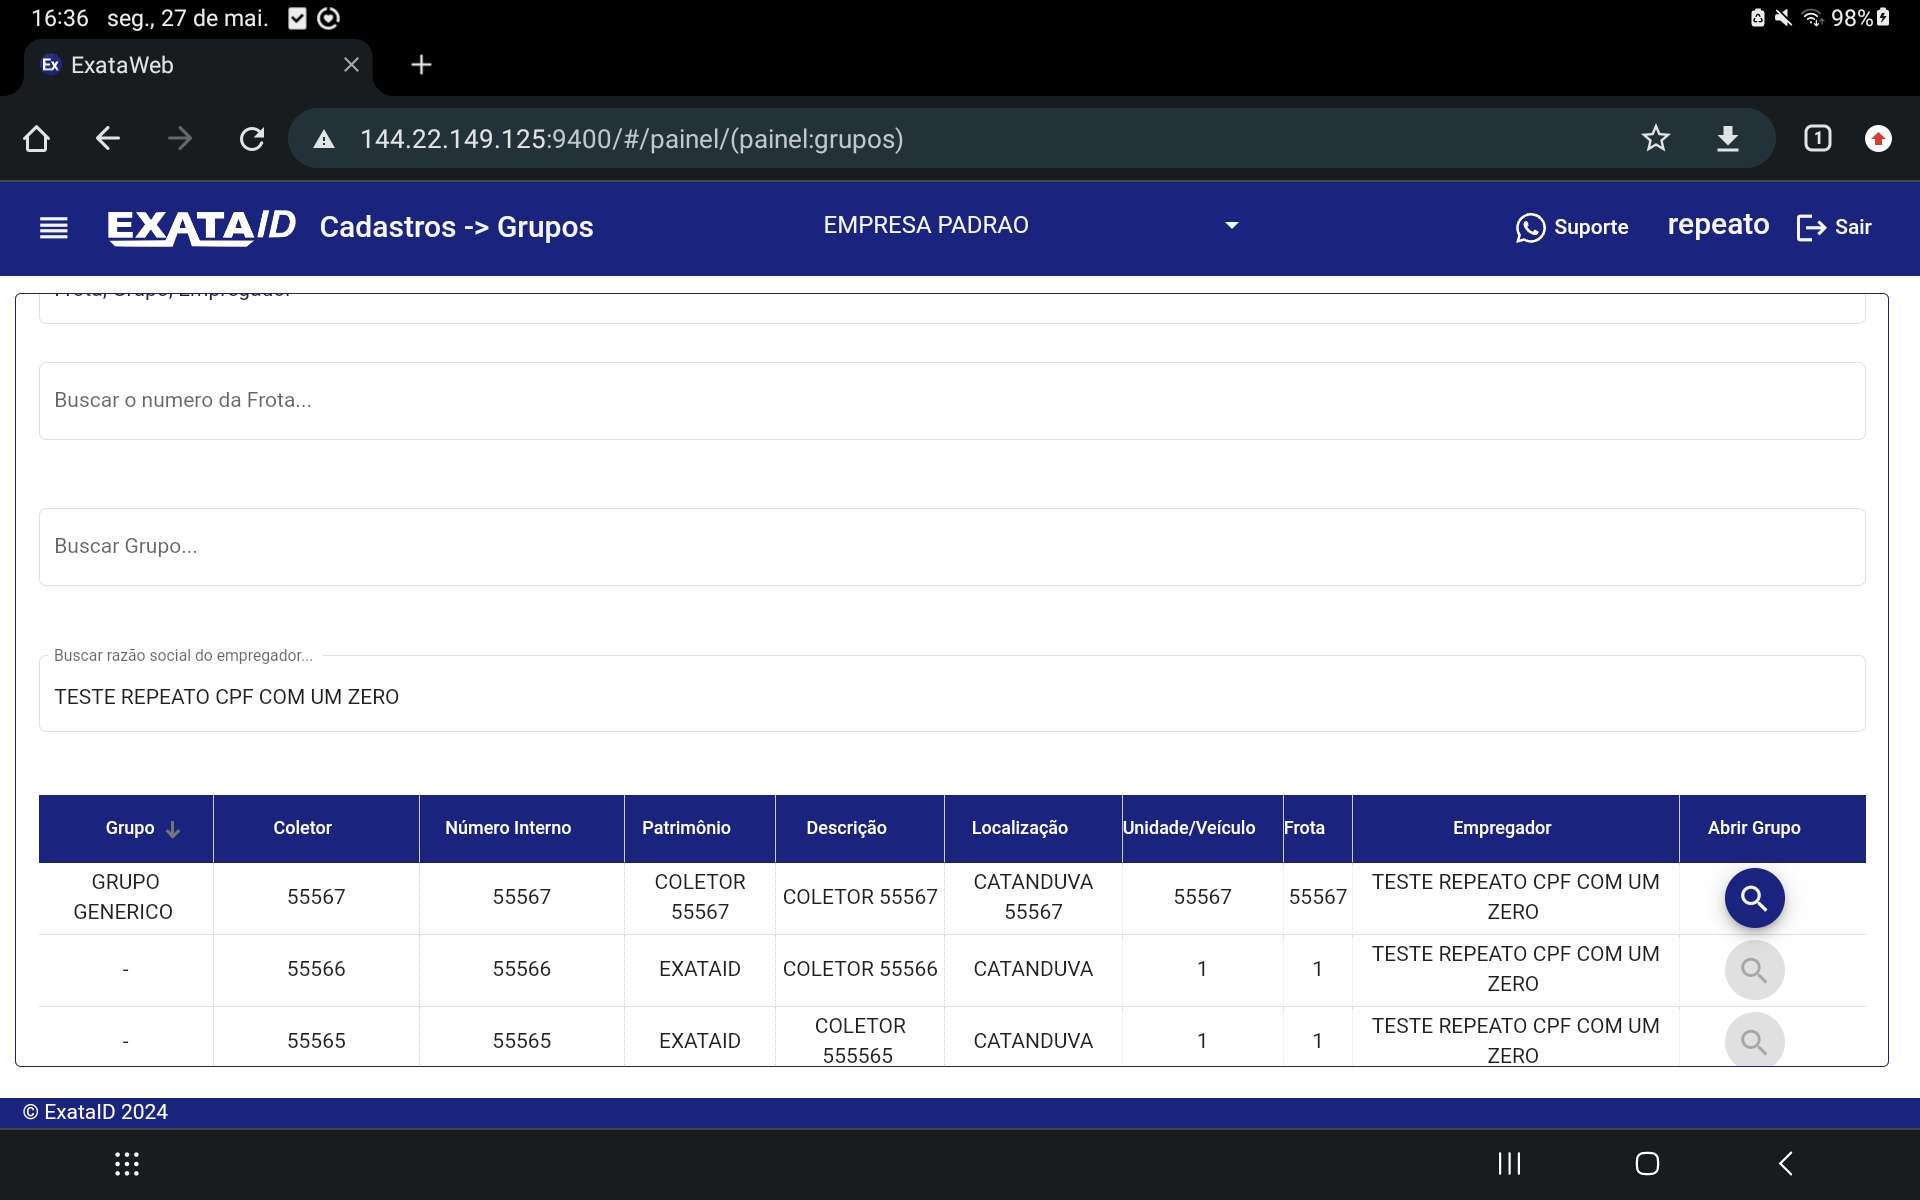 16:36 seg., 27 de mai. 98%
Ex ExataWeb
144.22.149.125:9400/#/painel/(painel:grupos) 1
EXATAID Cadastros -> Grupos EMPRESA PADRAO Suporte repeato Sair
Frota, Grupo, Empregador
Buscar o numero da Frota...
Buscar Grupo...
Buscar razão social do empregador...
TESTE REPEATO CPF COM UM ZERO
Grupo Coletor Número Interno Patrimônio Descrição Localização Unidade/Veículo Frota Empregador Abrir Grupo
GRUPO GENERICO 55567 55567 COLETOR 55567 COLETOR 55567 CATANDUVA 55567 55567 55567 TESTE REPEATO CPF COM UM ZERO
- 55566 55566 EXATAID COLETOR 55566 CATANDUVA 1 1 TESTE REPEATO CPF COM UM ZERO
- 55565 55565 EXATAID COLETOR 555565 CATANDUVA 1 1 TESTE REPEATO CPF COM UM ZERO
© ExataID 2024